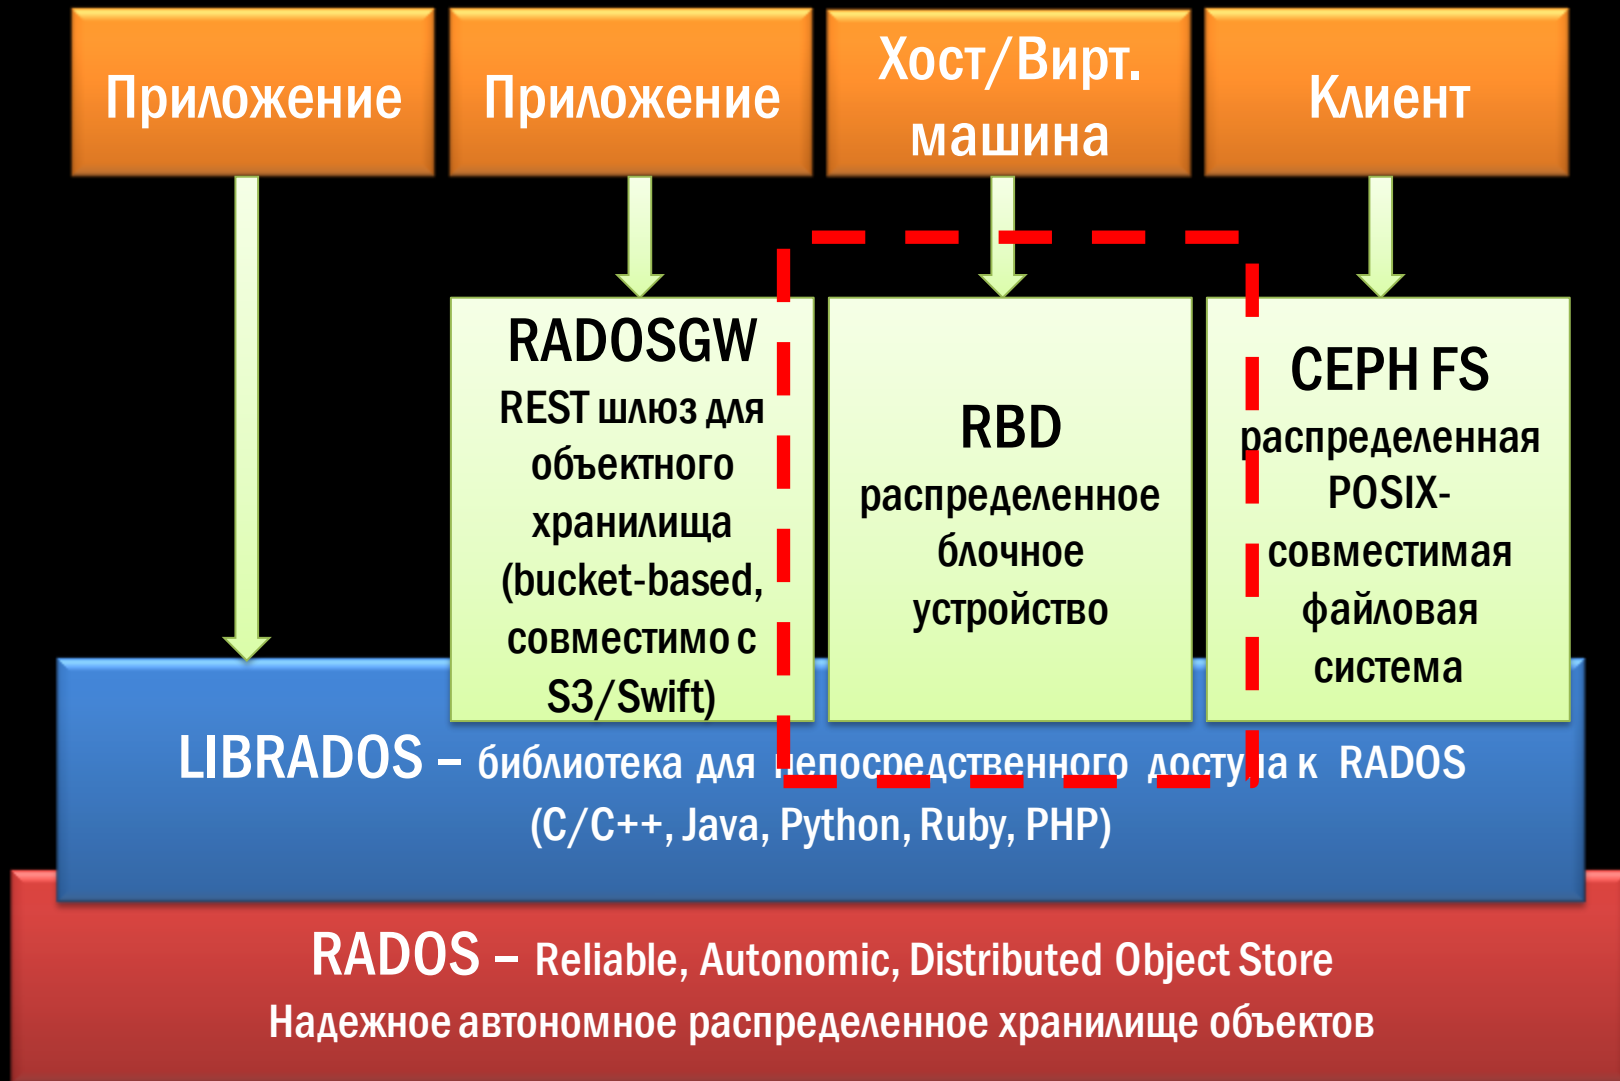 Приложение
Приложение
Хост/Вирт.
машина
Клиент
RADOSGW
REST шлюз для
объектного
хранилища
(bucket-based,
совместимо с
S3/Swift)
RBD
распределенное
блочное
устройство
CEPH FS
распределенная
POSIX-
совместимая
файловая
система
LIBRADOS – библиотека для непосредственного доступа к RADOS
(C/C++, Java, Python, Ruby, PHP)
RADOS – Reliable, Autonomic, Distributed Object Store
Надежное автономное распределенное хранилище объектов